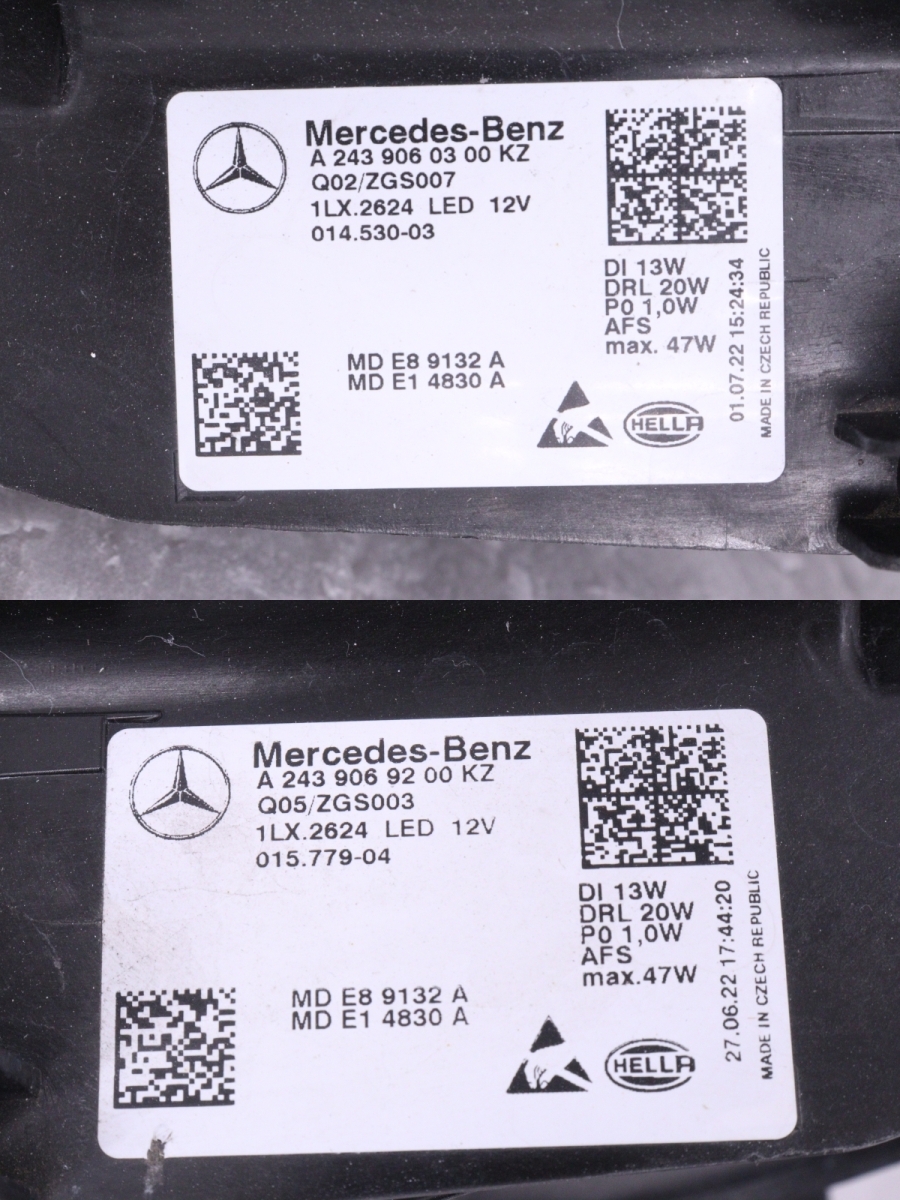 Mercedes-Benz
A 243 906 03 00 KZ
Q02/ZGS007
1LX.2624 LED 12V
014.530-03
DI 13W
DRL 20W
P0 1,0W
AFS
max. 47W
01.07.22 15:24:34
MADE IN CZECH REPUBLIC
MD E8 9132 A
MD E1 4830 A
HELLA
Mercedes-Benz
A 243 906 92 00 KZ
Q05/ZGS003
1LX.2624 LED 12V
015.779-04
DI 13W
DRL 20W
P0 1,0W
AFS
max.47W
27.06.22 17:44:20
MADE IN CZECH REPUBLIC
MD E8 9132 A
MD E1 4830 A
HELLA